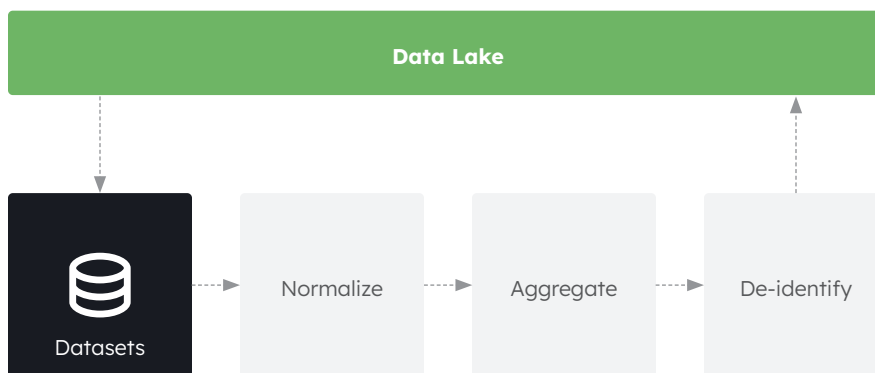 Data Lake
Datasets
Normalize
Aggregate
De-identify